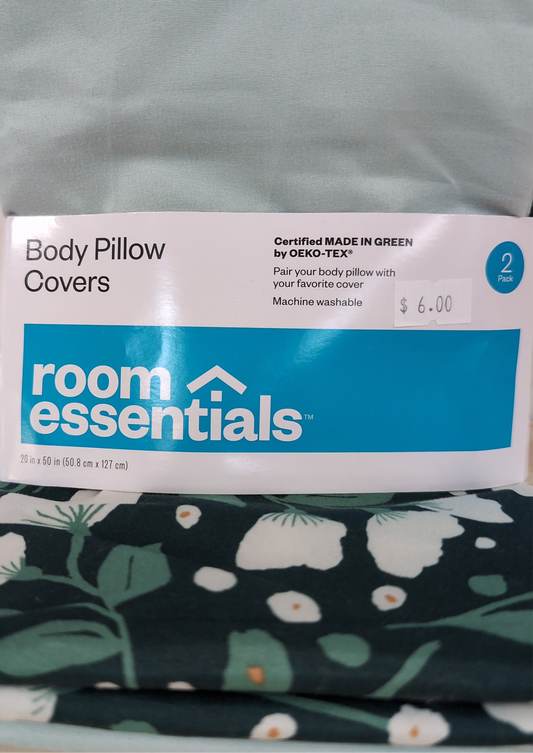 Body Pillow
Covers
Certified MADE IN GREEN
by OEKO-TEX®
Pair your body pillow with
your favorite cover
Machine washable
2
Pack
$ 6.00
room
essentials™
20 in x 50 in (50.8 cm x 127 cm)